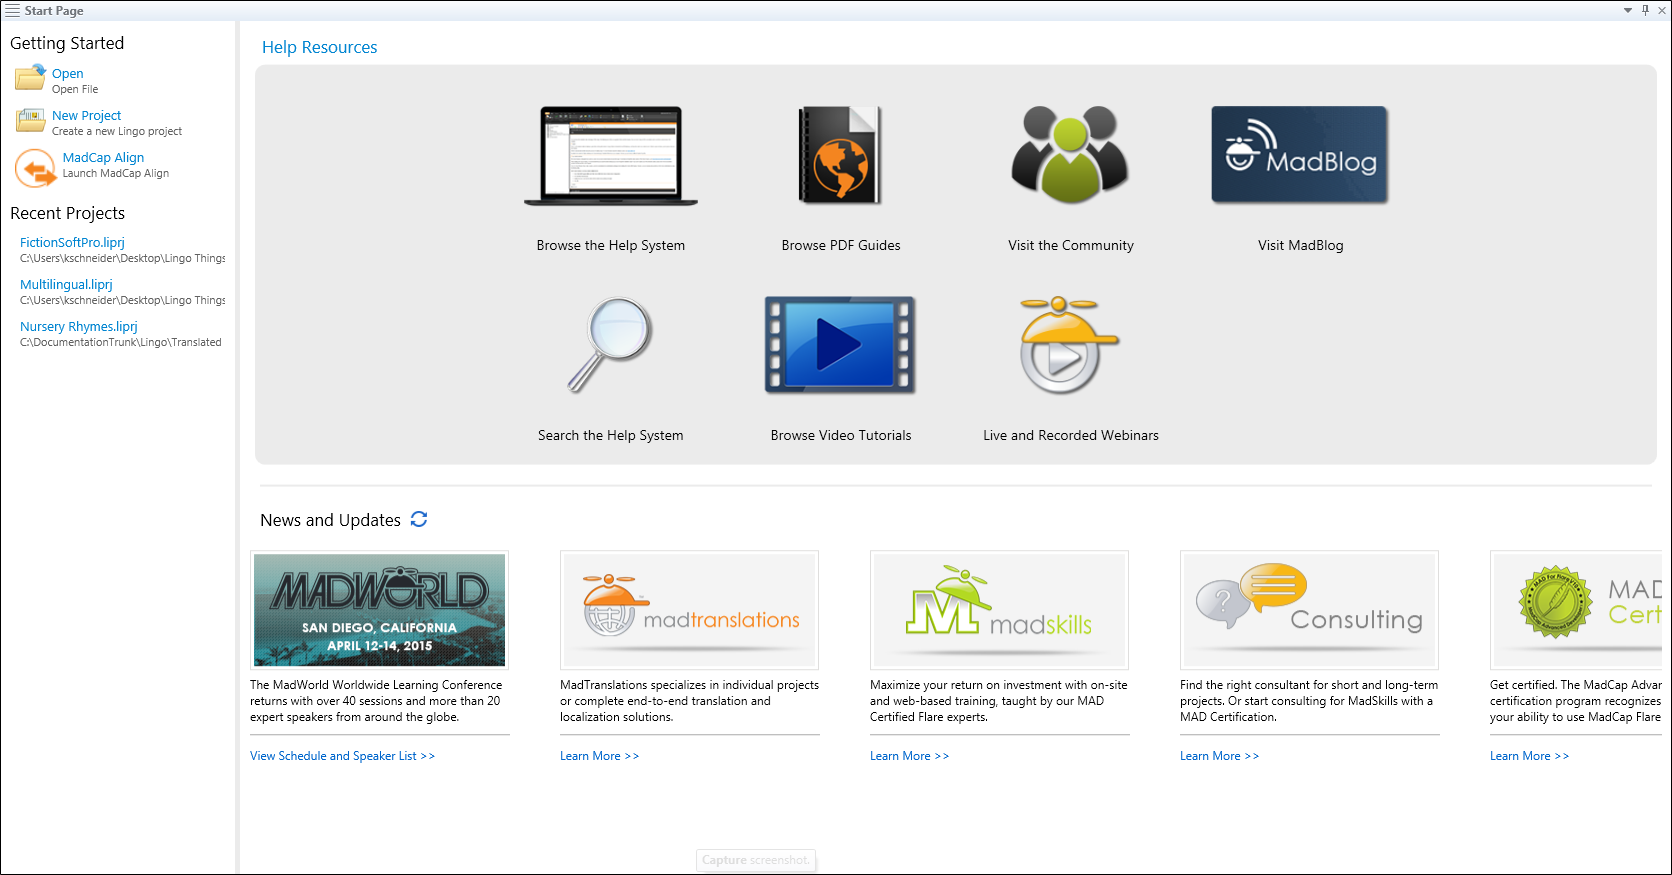 Start Page
Getting Started
Open
Open File
New Project
Create a new Lingo project
MadCap Align
Launch MadCap Align
Recent Projects
FictionSoftPro.liprj
C:\Users\kschneider\Desktop\Lingo Things
Multilingual.liprj
C:\Users\kschneider\Desktop\Lingo Things
Nursery Rhymes.liprj
C:\DocumentationTrunk\Lingo\Translated
Help Resources
MadBlog
Browse the Help System
Browse PDF Guides
Visit the Community
Visit MadBlog
Search the Help System
Browse Video Tutorials
Live and Recorded Webinars
News and Updates
MADWORLD
SAN DIEGO, CALIFORNIA
APRIL 12-14, 2015
The MadWorld Worldwide Learning Conference
returns with over 40 sessions and more than 20
expert speakers from around the globe.
View Schedule and Speaker List >>
madtranslations
MadTranslations specializes in individual projects
or complete end-to-end translation and
localization solutions.
Learn More >>
M madskills
Maximize your return on investment with on-site
and web-based training, taught by our MAD
Certified Flare experts.
Learn More >>
?
Consulting
Find the right consultant for short and long-term
projects. Or start consulting for MadSkills with a
MAD Certification.
Learn More >>
MAD
Cert
Get certified. The MadCap Advan
certification program recognizes
your ability to use MadCap Flare
Learn More >>
Capture screenshot.